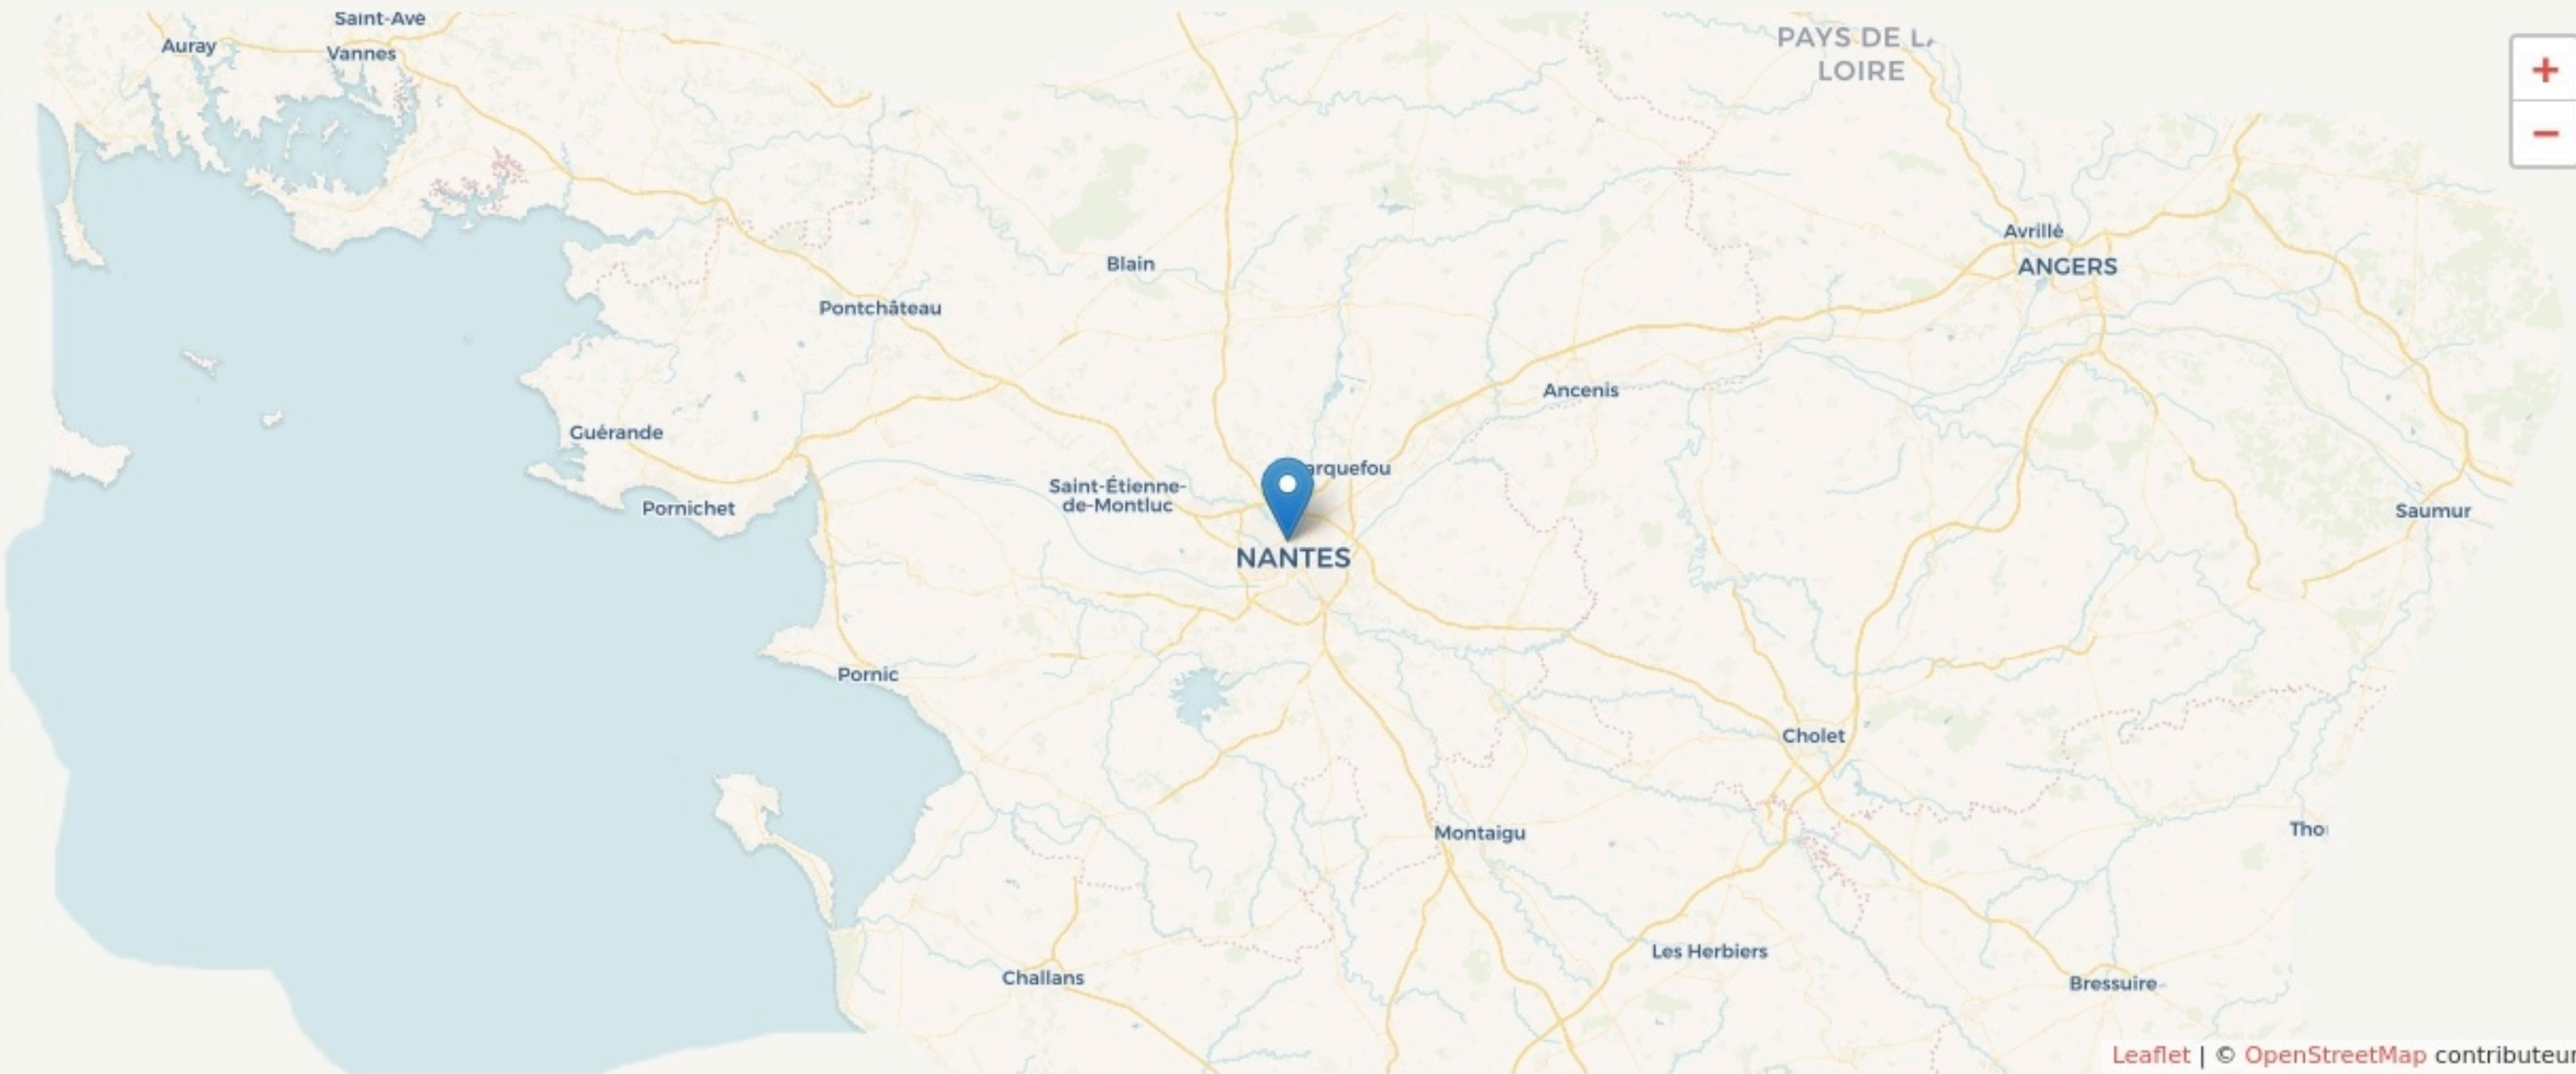 Saint-Avé
Auray
Vannes
PAYS DE
LOIRE
+
−
Avrillé
ANGERS
Blain
Pontchâteau
Ancenis
Guérande
arquefou
Saint-Étienne-
de-Montluc
Pornichet
Saumur
NANTES
Pornic
Cholet
Montaigu
Tho
Les Herbiers
Challans
Bressuire
Leaflet | © OpenStreetMap contributeur